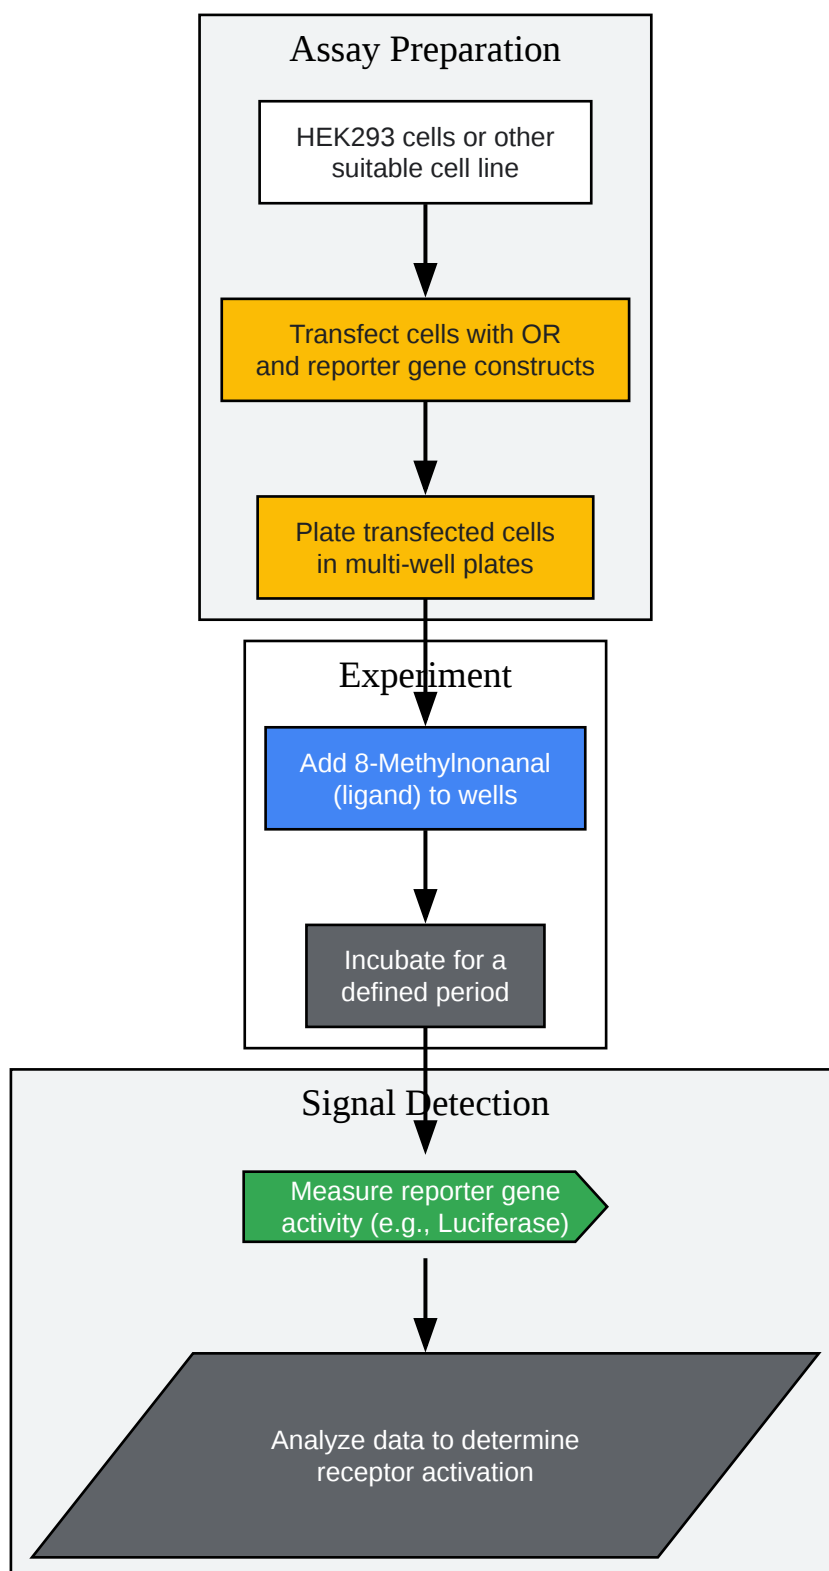 Assay Preparation
HEK293 cells or other
suitable cell line
Transfect cells with OR
and reporter gene constructs
Plate transfected cells
in multi-well plates
Experiment
Add 8-Methylnonanal
(ligand) to wells
Incubate for a
defined period
Signal Detection
Measure reporter gene
activity (e.g., Luciferase)
Analyze data to determine
receptor activation